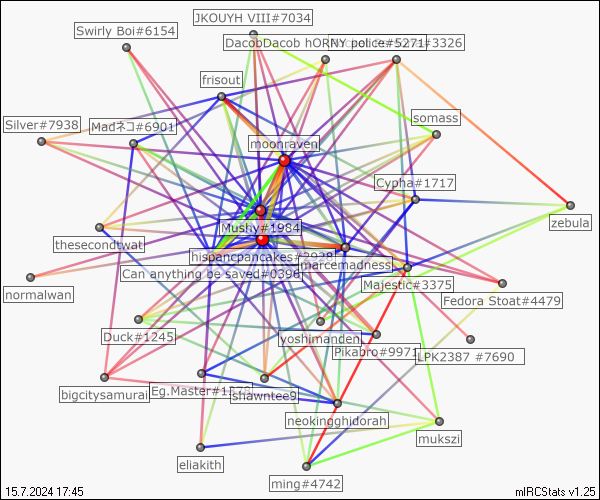 JKOUYH VIII#7034
Swirly Boi#6154
DacobDacob hORNY police#5271#3326
frisout
somass
Silver#7938
Madネコ#6901
moonraven
Cypha#1717
zebula
Mushy#1984
thesecondtwat
hispancpancakes#2928
marcemadness
Can anything be saved#0396
Majestic#3375
normalwan
Fedora Stoat#4479
Duck#1245
yoshimanden
Pikabro#9971
LPK2387 #7690
bigcitysamurai
Eg.Master#1
shawntee9
neokingghidorah
mukszi
eliakith
ming#4742
15.7.2024 17:45
mIRCStats v1.25